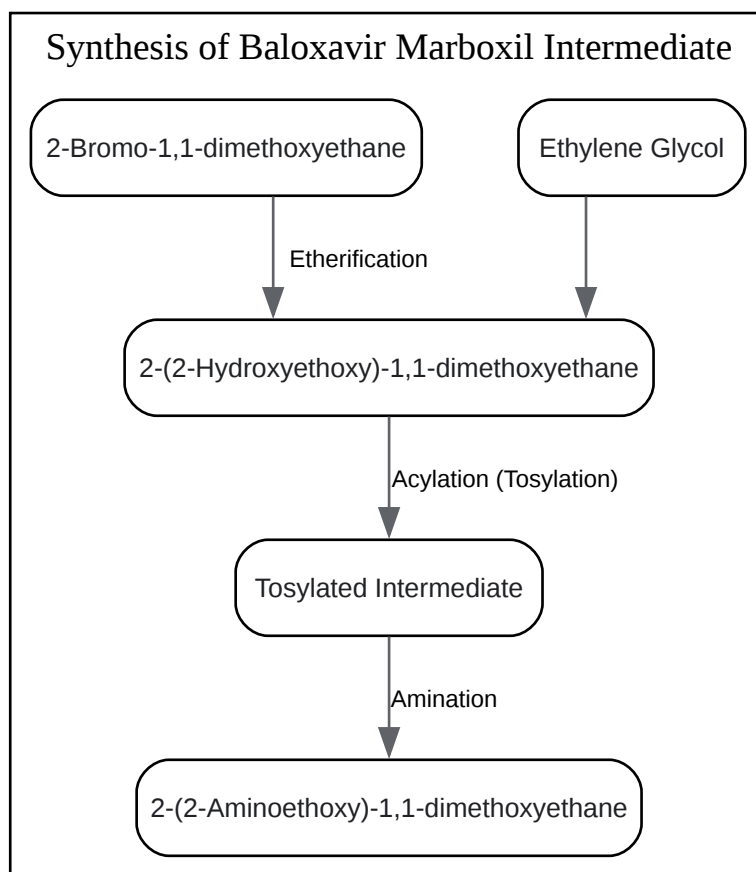 Synthesis of Baloxavir Marboxil Intermediate
2-Bromo-1,1-dimethoxyethane
Ethylene Glycol
Etherification
2-(2-Hydroxyethoxy)-1,1-dimethoxyethane
Acylation (Tosylation)
Tosylated Intermediate
Amination
2-(2-Aminoethoxy)-1,1-dimethoxyethane